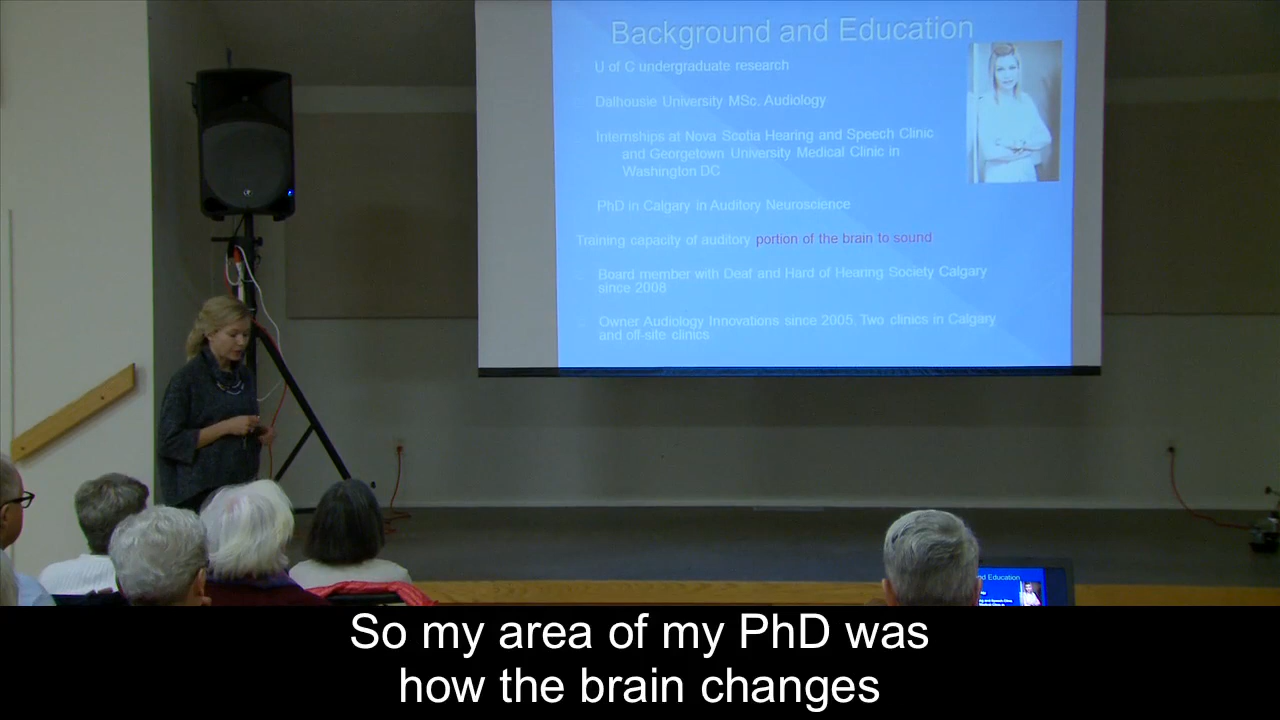 Background and Education
U of C undergraduate research
Dalhousie University MSc. Audiology
Internships at Nova Scotia Hearing and Speech Clinic
and Georgetown University Medical Clinic in
Washington DC
PhD in Calgary in Auditory Neuroscience
Training capacity of auditory portion of the brain to sound
Board member with Deaf and Hard of Hearing Society Calgary
since 2008
Owner Audiology Innovations since 2005. Two clinics in Calgary
and off-site clinics
Education
So my area of my PhD was
how the brain changes